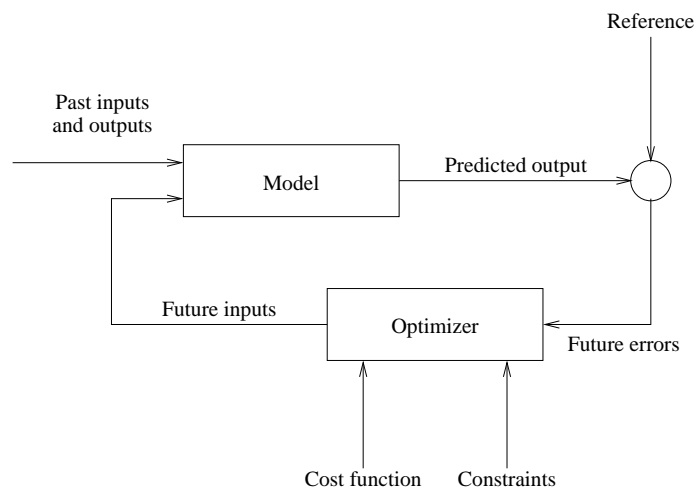 Reference
Past inputs
and outputs
Predicted output
Model
Future inputs
Optimizer
Future errors
Cost function
Constraints